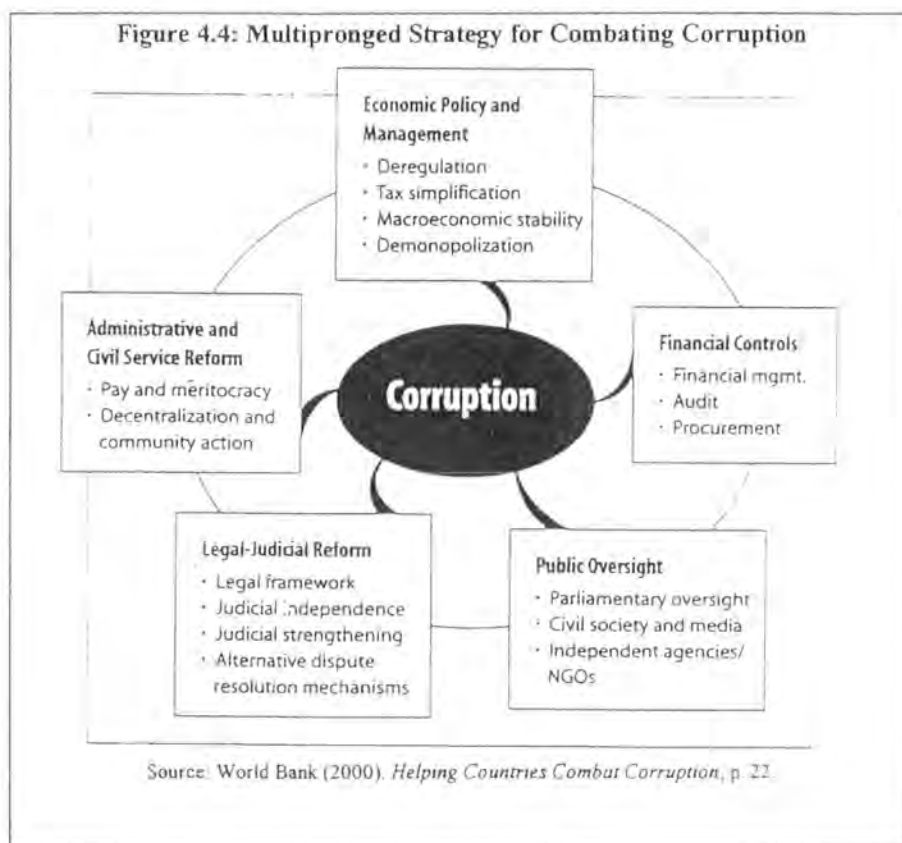 Figure 4.4: Multipronged Strategy for Combating Corruption
Economic Policy and
Management
· Deregulation
· Tax simplification
· Macroeconomic stability
· Demonopolization
Administrative and
Civil Service Reform
· Pay and meritocracy
· Decentralization and
community action
Corruption
Financial Controls
· Financial mgmt.
· Audit
· Procurement
Legal-Judicial Reform
· Legal framework
· Judicial independence
· Judicial strengthening
· Alternative dispute
resolution mechanisms
Public Oversight
· Parliamentary oversight
· Civil society and media
· Independent agencies/
NGOs
Source: World Bank (2000). Helping Countries Combat Corruption, p. 22